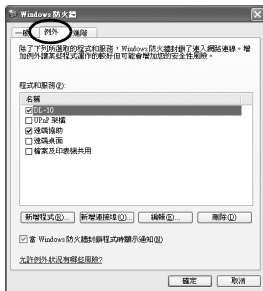 Windows 防火牆
一般
例外
進階
除了下列所選取的程式和服務，Windows 防火牆封鎖了連入網路連線。增
加例外讓某些程式運作的較好但可能會增加您的安全性風險。
程式和服務(P):
名稱
DL-10
UPnP 架構
遠端協助
遠端桌面
檔案及印表機共用
新增程式(R)...
新增連接埠(O)...
編輯(E)...
刪除(D)
當 Windows 防火牆封鎖程式時顯示通知(N)
允許例外狀況有哪些風險?
確定
取消